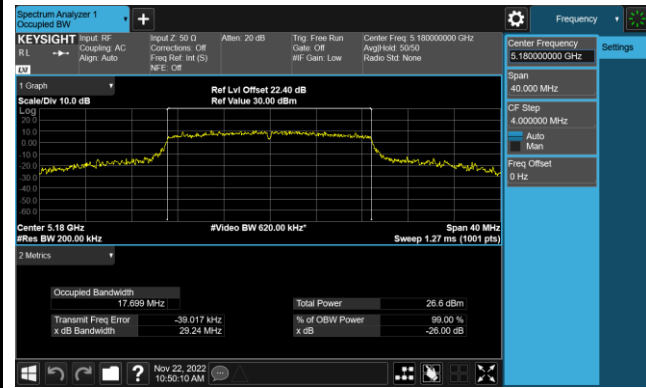 Spectrum Analyzer 1
Occupied BW
Frequency
KEYSIGHT
RL
LXI
Input: RF
Coupling: AC
Align: Auto
Input Z: 50 Ω
Corrections: Off
Freq Ref: Int (S)
NFE: Off
Atten: 20 dB
Trig: Free Run
Gate: Off
#IF Gain: Low
Center Freq: 5.180000000 GHz
Avg|Hold: 50/50
Radio Std: None
Center Frequency
5.18000000 GHz
Settings
Span
40.000 MHz
CF Step
4.000000 MHz
Auto
Man
Freq Offset
0 Hz
1 Graph
Scale/Div 10.0 dB
Ref Lvl Offset 22.40 dB
Ref Value 30.00 dBm
Log
20.0
10.0
0.00
-10.0
-20.0
-30.0
-40.0
-50.0
-60.0
Center 5.18 GHz
#Res BW 200.00 kHz
#Video BW 620.00 kHz*
Span 40 MHz
Sweep 1.27 ms (1001 pts)
2 Metrics
Occupied Bandwidth
17.699 MHz
Total Power 26.6 dBm
Transmit Freq Error -39.017 kHz
% of OBW Power 99.00 %
x dB Bandwidth 29.24 MHz
x dB -26.00 dB
Nov 22, 2022
10:50:10 AM